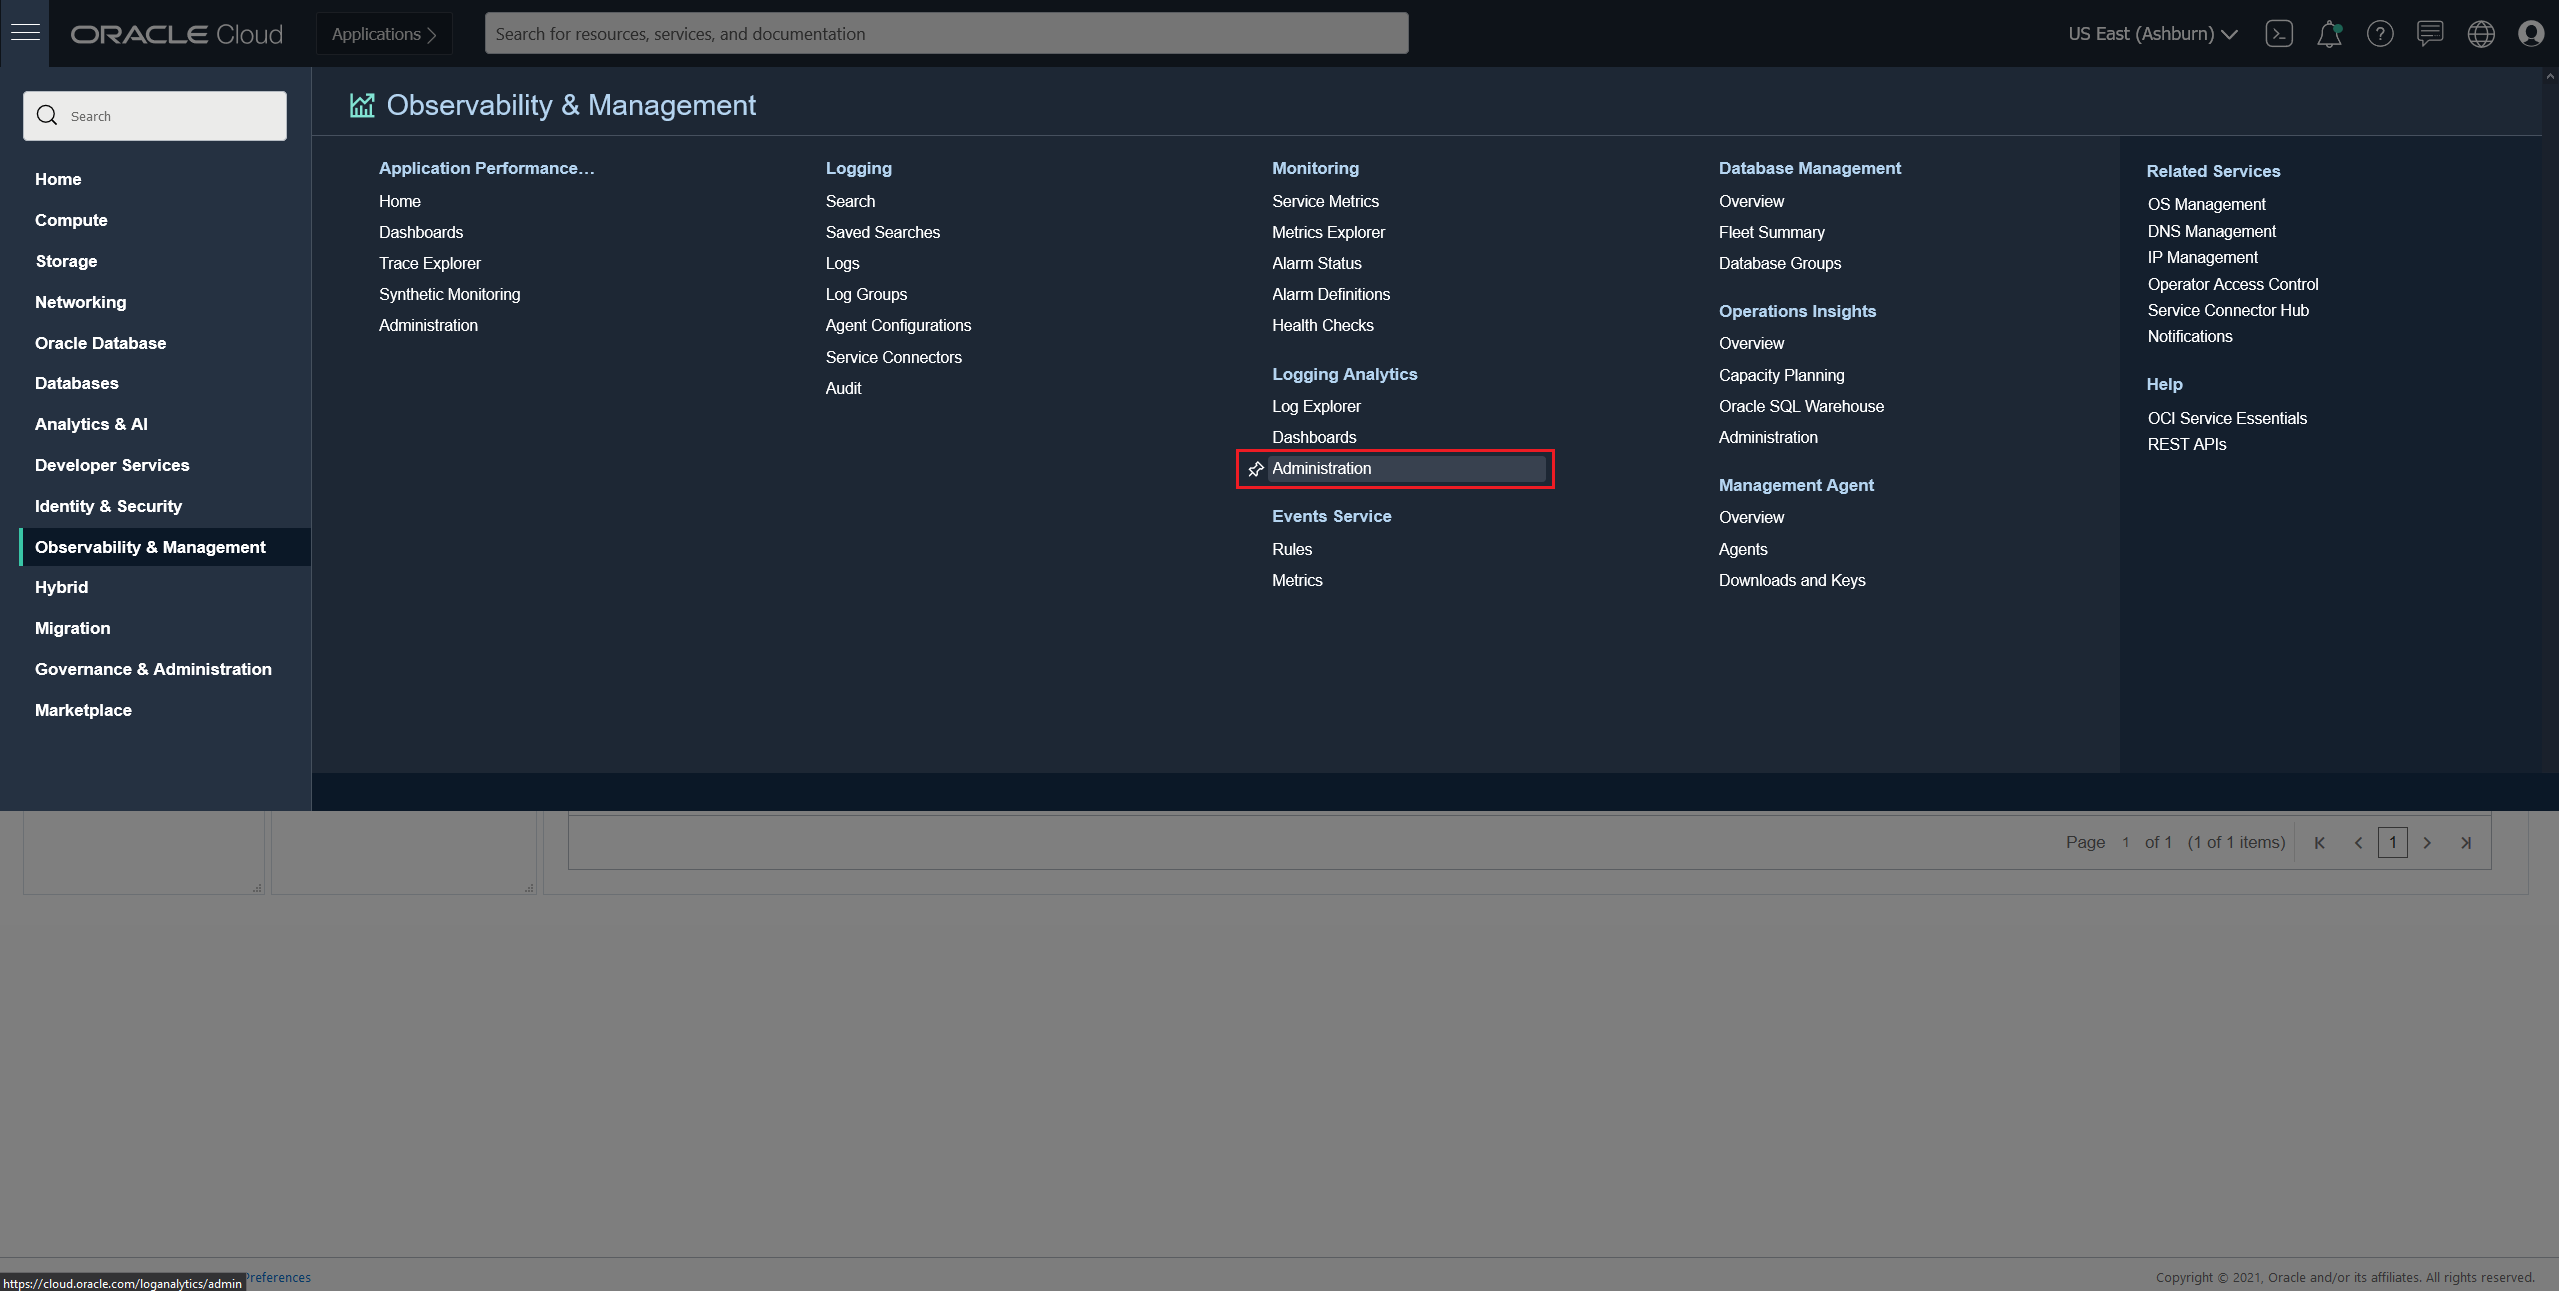 ORACLE Cloud
Applications
Search for resources, services, and documentation
US East (Ashburn)
Search
Home
Compute
Storage
Networking
Oracle Database
Databases
Analytics & AI
Developer Services
Identity & Security
Observability & Management
Hybrid
Migration
Governance & Administration
Marketplace
Observability & Management
Application Performance…
Home
Dashboards
Trace Explorer
Synthetic Monitoring
Administration
Logging
Search
Saved Searches
Logs
Log Groups
Agent Configurations
Service Connectors
Audit
Monitoring
Service Metrics
Metrics Explorer
Alarm Status
Alarm Definitions
Health Checks
Logging Analytics
Log Explorer
Dashboards
Administration
Events Service
Rules
Metrics
Database Management
Overview
Fleet Summary
Database Groups
Operations Insights
Overview
Capacity Planning
Oracle SQL Warehouse
Administration
Management Agent
Overview
Agents
Downloads and Keys
Related Services
OS Management
DNS Management
IP Management
Operator Access Control
Service Connector Hub
Notifications
Help
OCI Service Essentials
REST APIs
Page 1 of 1 (1 of 1 items) 1
https://cloud.oracle.com/loganalytics/admin
Preferences
Copyright © 2021, Oracle and/or its affiliates. All rights reserved.